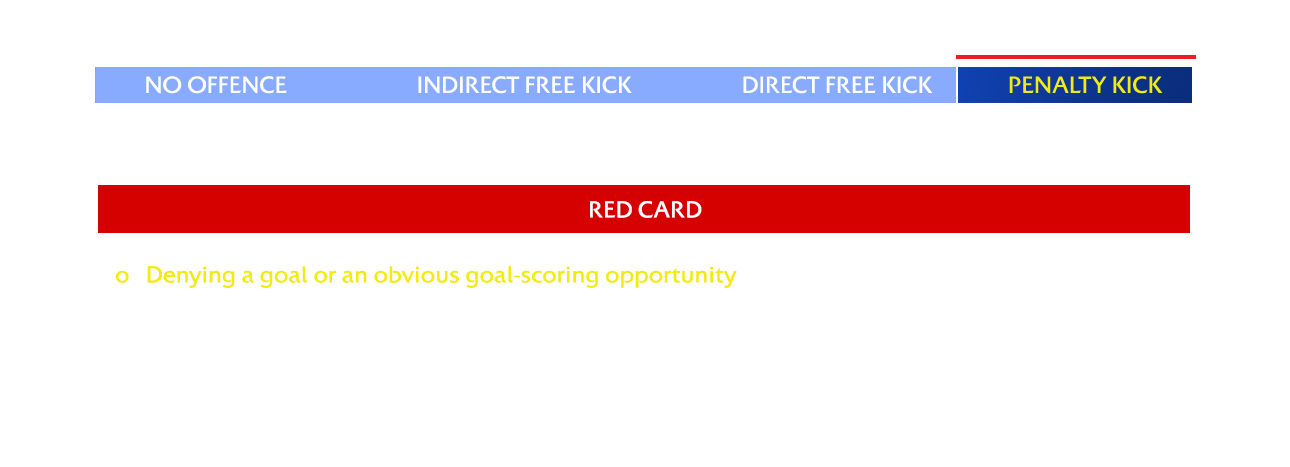 NO OFFENCE INDIRECT FREE KICK DIRECT FREE KICK PENALTY KICK
RED CARD
o Denying a goal or an obvious goal-scoring opportunity